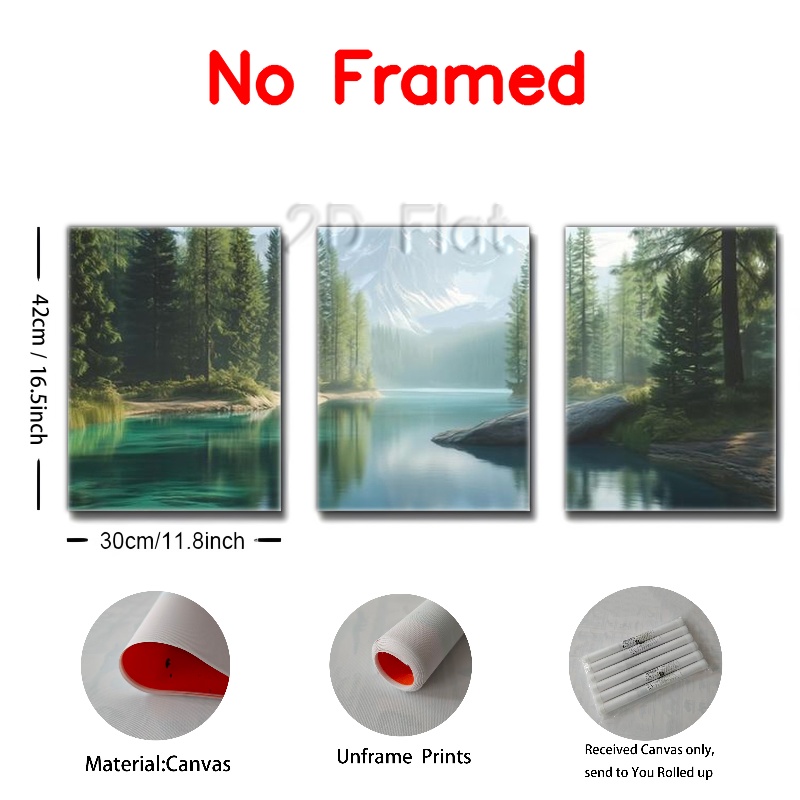 No Framed
2D Flat
42cm / 16.5inch
30cm/11.8inch
Material:Canvas
Unframe Prints
Received Canvas only,
send to You Rolled up